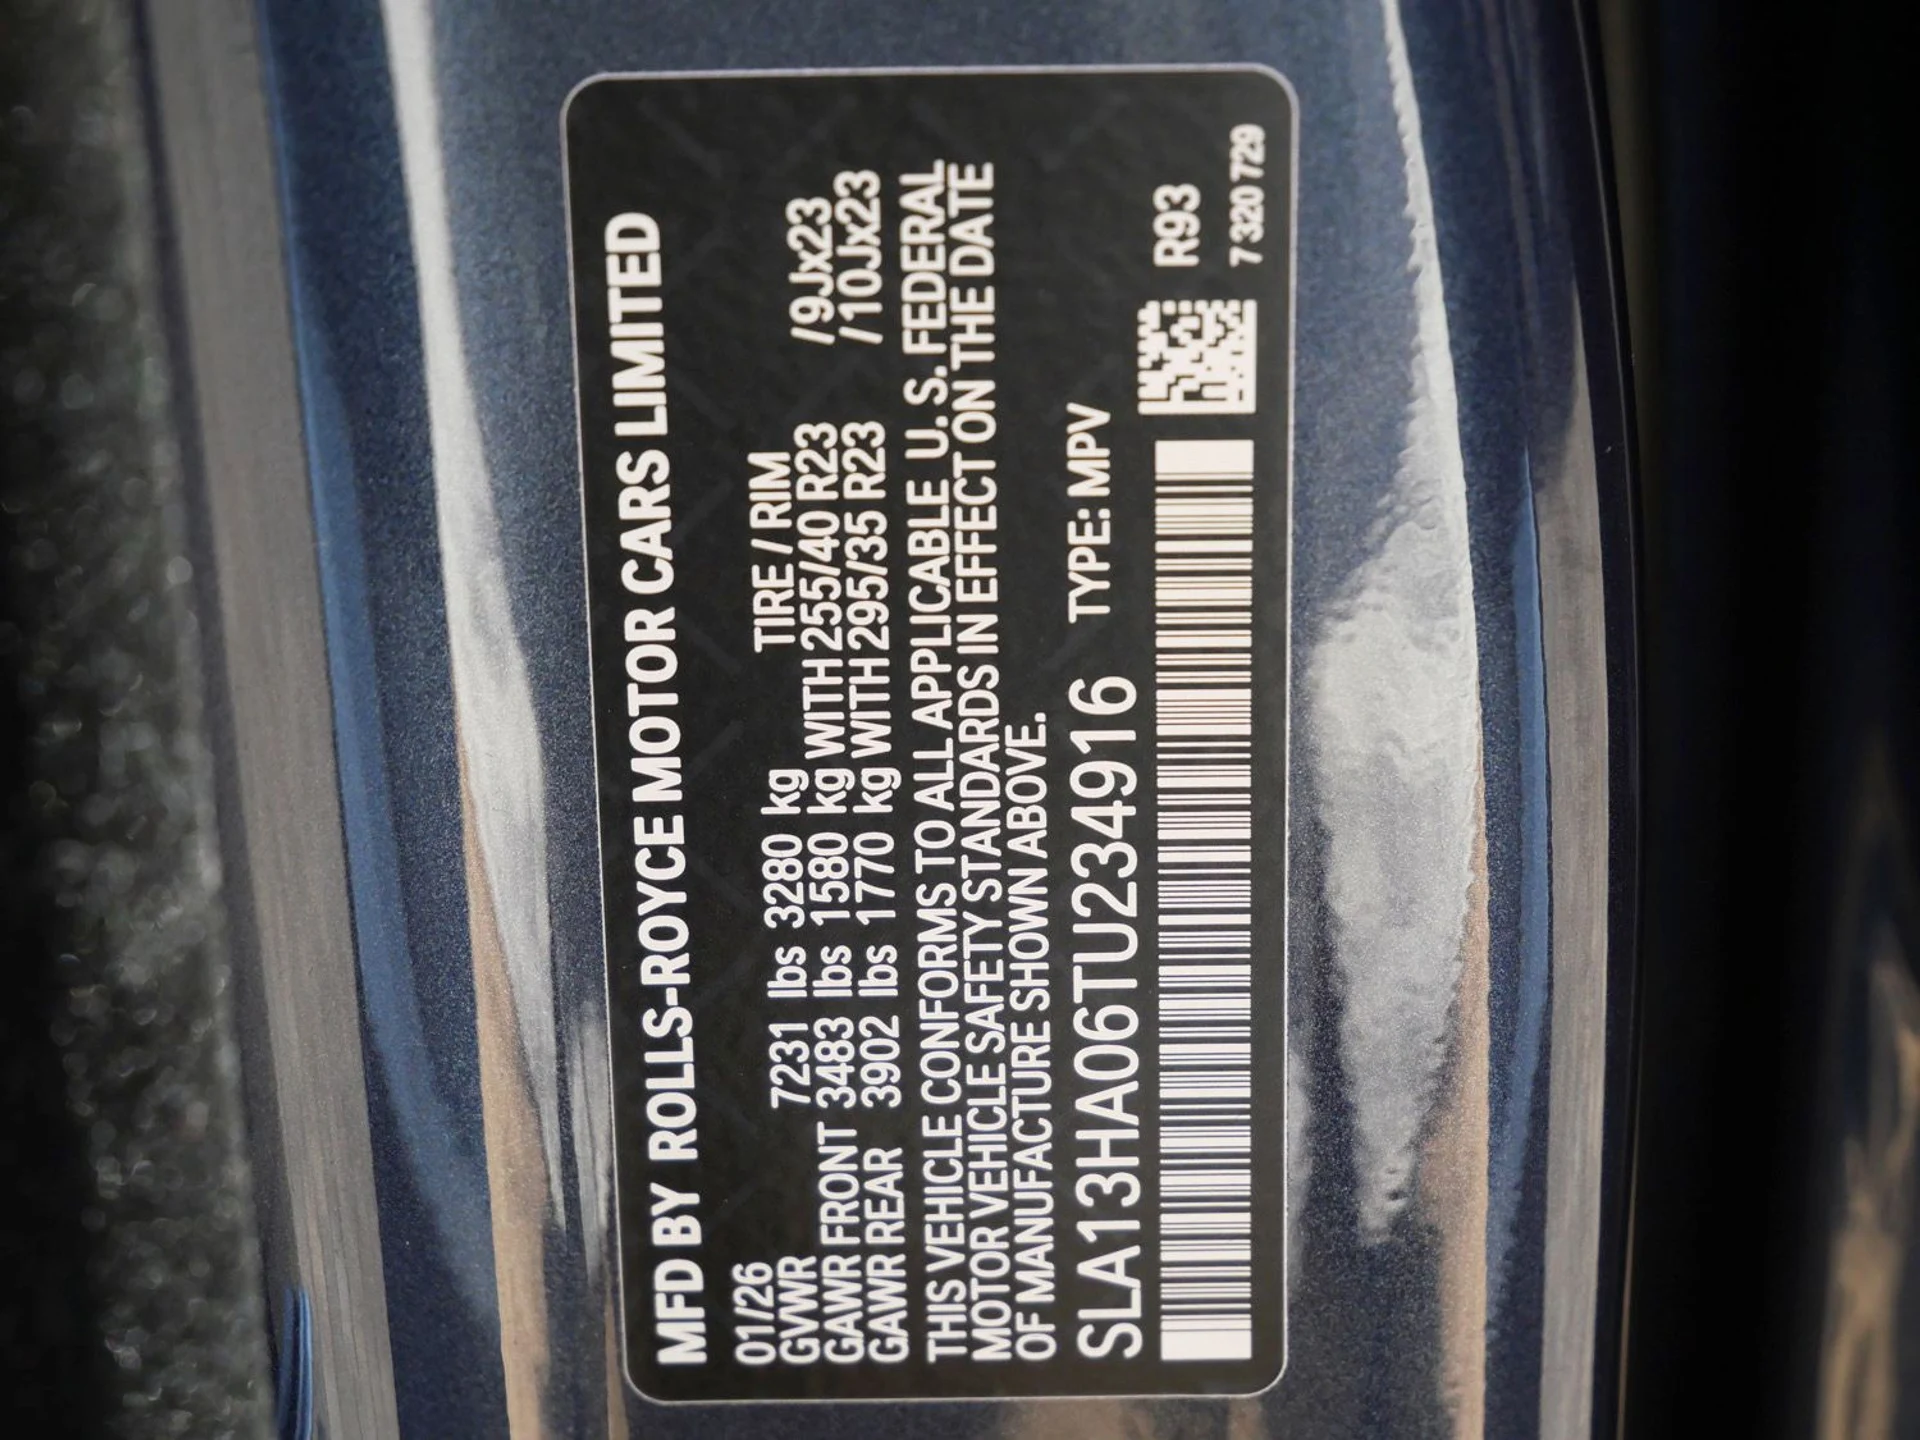 MFD BY ROLLS-ROYCE MOTOR CARS LIMITED
01/26 TIRE / RIM
GVWR 7231 lbs 3280 kg
GAWR FRONT 3483 lbs 1580 kg WITH 255/40 R23 /9Jx23
GAWR REAR 3902 lbs 1770 kg WITH 295/35 R23 /10Jx23
THIS VEHICLE CONFORMS TO ALL APPLICABLE U.S. FEDERAL
MOTOR VEHICLE SAFETY STANDARDS IN EFFECT ON THE DATE
OF MANUFACTURE SHOWN ABOVE.
SLA13HA06TU234916 TYPE: MPV
R93
7 320 729